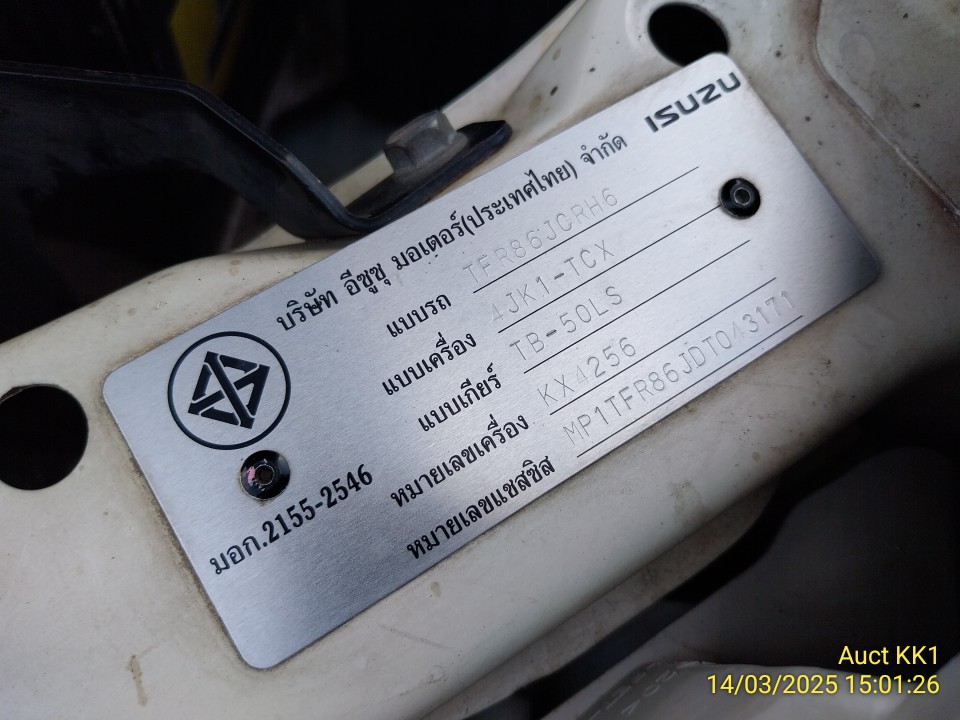 ISUZU
บริษัท อีซูซุ มอเตอร์(ประเทศไทย) จำกัด
แบบรถ TFR86JCRH6
แบบเครื่อง 4JK1-TCX
แบบเกียร์ TB-50LS
หมายเลขเครื่อง KX4256
หมายเลขแชสซิส MP1TFR86JDT043171
มอก.2155-2546
Auct KK1
14/03/2025 15:01:26